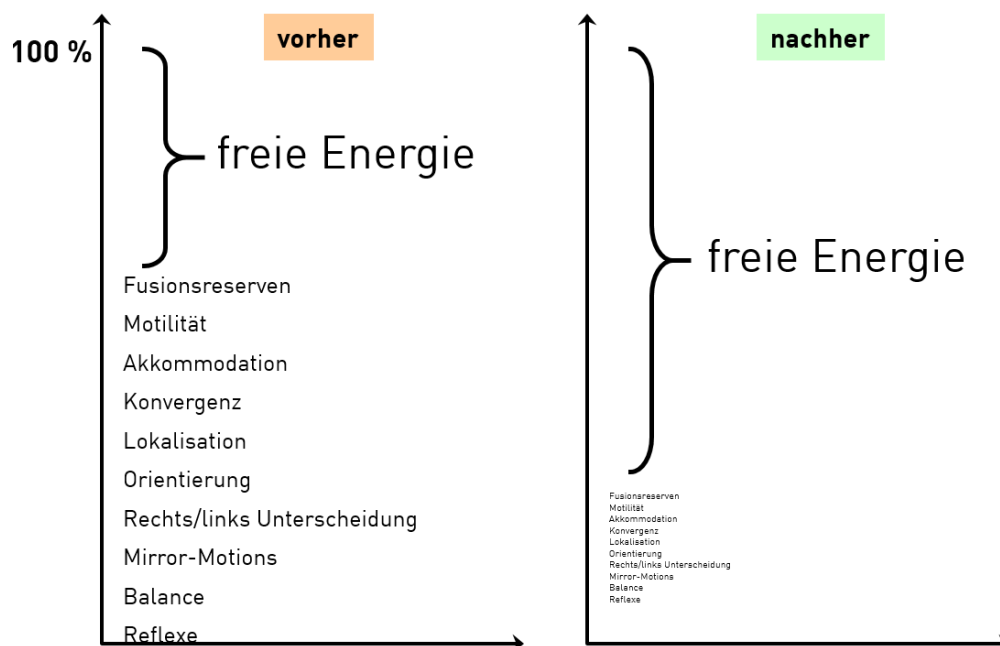 vorher
100 %
freie Energie
Fusionsreserven
Motilität
Akkommodation
Konvergenz
Lokalisation
Orientierung
Rechts/links Unterscheidung
Mirror-Motions
Balance
Reflexe
nachher
freie Energie
Fusionsreserven
Motilität
Akkommodation
Konvergenz
Lokalisation
Orientierung
Rechts/links Unterscheidung
Mirror-Motions
Balance
Reflexe